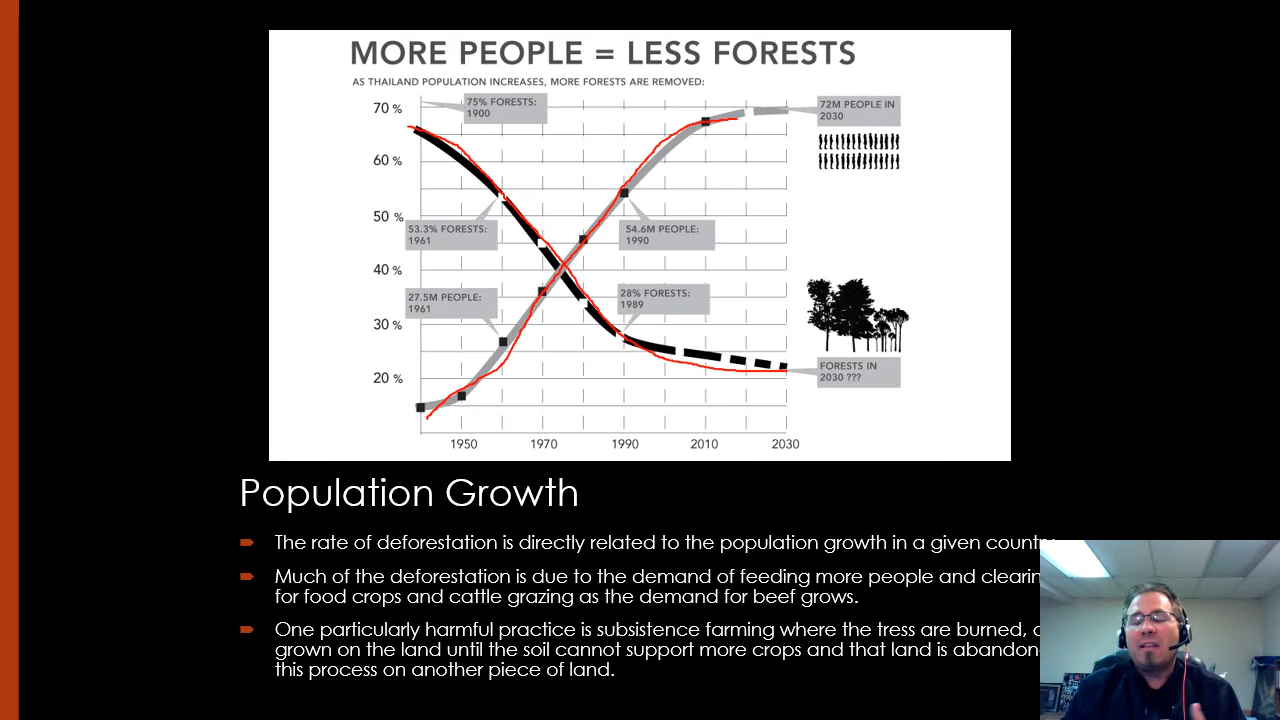 MORE PEOPLE = LESS FORESTS
AS THAILAND POPULATION INCREASES, MORE FORESTS ARE REMOVED:
70 %
75% FORESTS:
1900
72M PEOPLE IN
2030
60 %
50 %
53.3% FORESTS:
1961
54.6M PEOPLE:
1990
40 %
27.5M PEOPLE:
1961
28% FORESTS:
1989
30 %
FORESTS IN
2030 ???
20 %
1950 1970 1990 2010 2030
Population Growth
The rate of deforestation is directly related to the population growth in a given
Much of the deforestation is due to the demand of feeding more people and
for food crops and cattle grazing as the demand for beef grows.
One particularly harmful practice is subsistence farming where the tress are burned,
grown on the land until the soil cannot support more crops and that land is
this process on another piece of land.